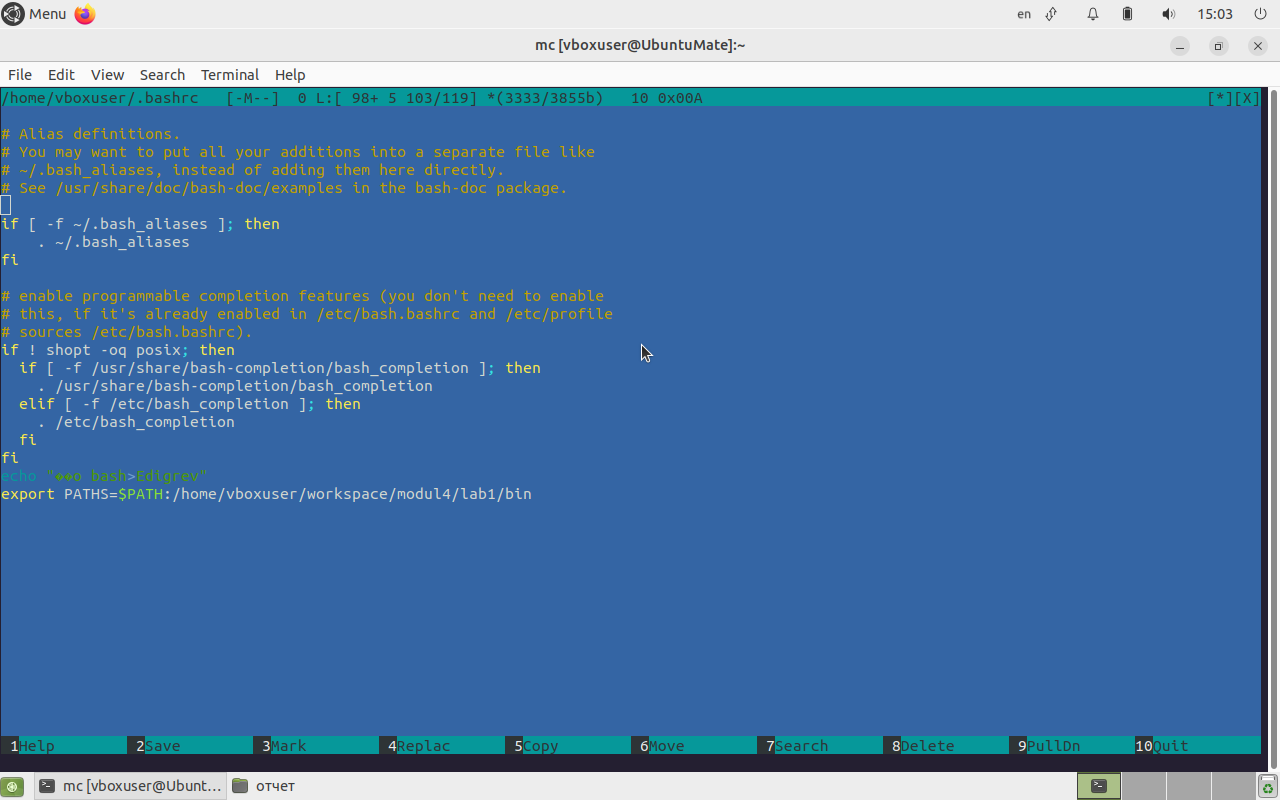 Menu en 15:03
mc [vboxuser@UbuntuMate]:~
File Edit View Search Terminal Help
/home/vboxuser/.bashrc [-M--] 0 L:[ 98+ 5 103/119] *(3333/3855b) 10 0x00A [*][X]
# Alias definitions.
# You may want to put all your additions into a separate file like
# ~/.bash_aliases, instead of adding them here directly.
# See /usr/share/doc/bash-doc/examples in the bash-doc package.
if [ -f ~/.bash_aliases ]; then
    . ~/.bash_aliases
fi
# enable programmable completion features (you don't need to enable
# this, if it's already enabled in /etc/bash.bashrc and /etc/profile
# sources /etc/bash.bashrc).
if ! shopt -oq posix; then
  if [ -f /usr/share/bash-completion/bash_completion ]; then
    . /usr/share/bash-completion/bash_completion
  elif [ -f /etc/bash_completion ]; then
    . /etc/bash_completion
  fi
fi
echo "��o bash>Edigrev"
export PATHS=$PATH:/home/vboxuser/workspace/modul4/lab1/bin
1Help 2Save 3Mark 4Replac 5Copy 6Move 7Search 8Delete 9PullDn 10Quit
mc [vboxuser@Ubunt... отчет